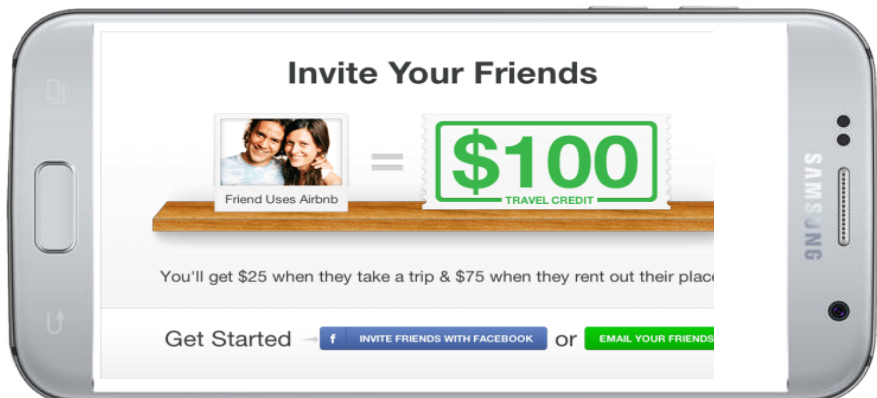 Invite Your Friends
Friend Uses Airbnb
=
$100
TRAVEL CREDIT
You'll get $25 when they take a trip & $75 when they rent out their place
Get Started f INVITE FRIENDS WITH FACEBOOK or EMAIL YOUR FRIENDS
SAMSUNG